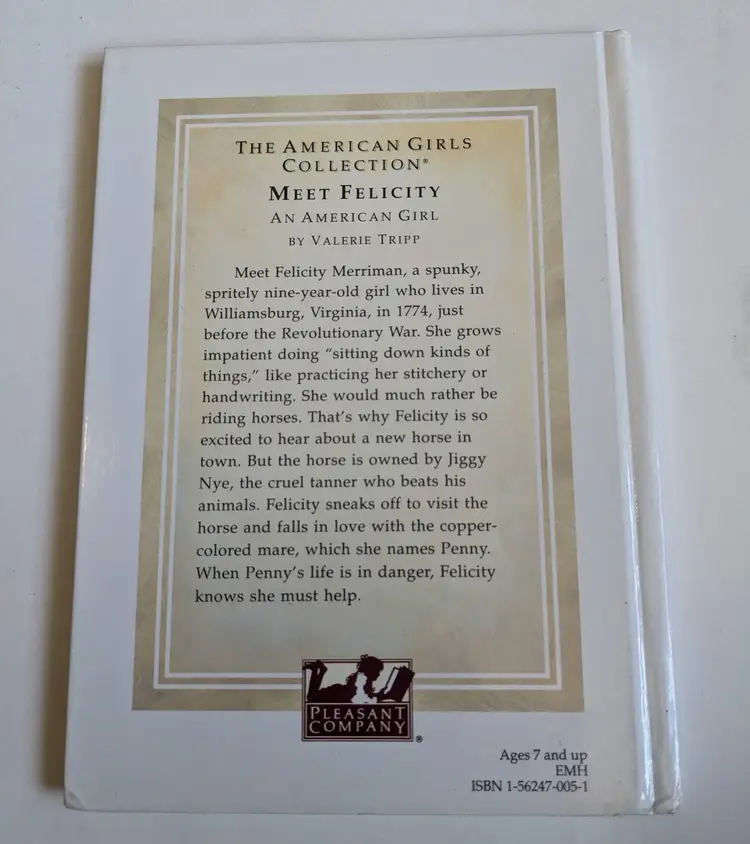 THE AMERICAN GIRLS
COLLECTION®
MEET FELICITY
AN AMERICAN GIRL
BY VALERIE TRIPP
Meet Felicity Merriman, a spunky,
spritely nine-year-old girl who lives in
Williamsburg, Virginia, in 1774, just
before the Revolutionary War. She grows
impatient doing “sitting down kinds of
things,” like practicing her stitchery or
handwriting. She would much rather be
riding horses. That’s why Felicity is so
excited to hear about a new horse in
town. But the horse is owned by Jiggy
Nye, the cruel tanner who beats his
animals. Felicity sneaks off to visit the
horse and falls in love with the copper-
colored mare, which she names Penny.
When Penny’s life is in danger, Felicity
knows she must help.
PLEASANT
COMPANY®
Ages 7 and up
EMH
ISBN 1-56247-005-1